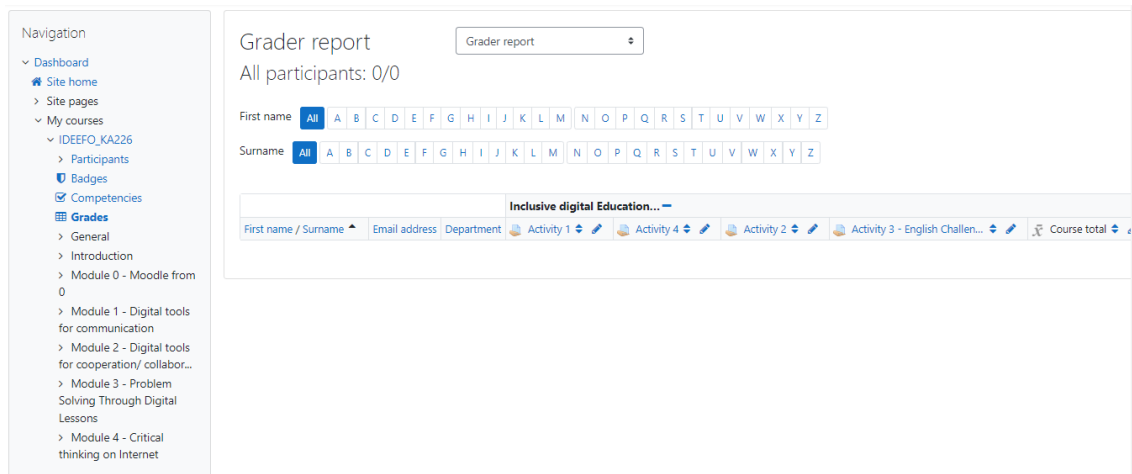 Navigation
Dashboard
Site home
Site pages
My courses
IDEEFO_KA226
Participants
Badges
Competencies
Grades
General
Introduction
Module 0 - Moodle from
0
Module 1 - Digital tools
for communication
Module 2 - Digital tools
for cooperation/ collabor...
Module 3 - Problem
Solving Through Digital
Lessons
Module 4 - Critical
thinking on Internet
Grader report
Grader report
All participants: 0/0
First name All A B C D E F G H I J K L M N O P Q R S T U V W X Y Z
Surname All A B C D E F G H I J K L M N O P Q R S T U V W X Y Z
Inclusive digital Education...
First name / Surname Email address Department Activity 1 Activity 4 Activity 2 Activity 3 - English Challen... Course total